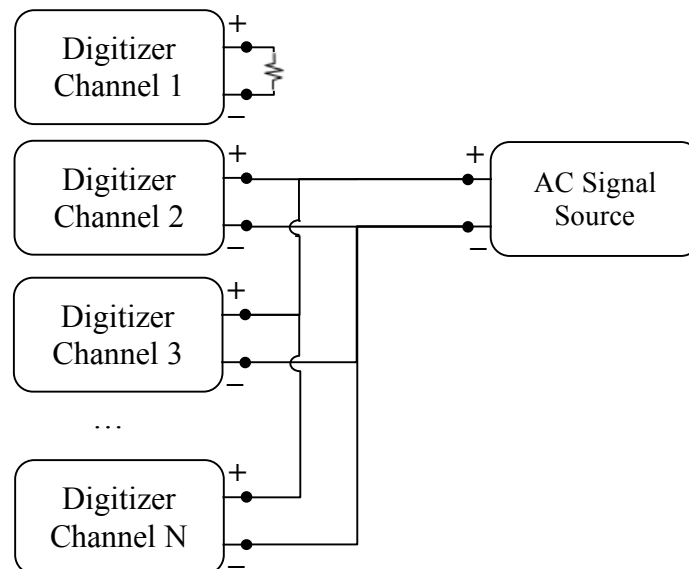 +
Digitizer
Channel 1
−
+
Digitizer
Channel 2
−
+
AC Signal
Source
−
+
Digitizer
Channel 3
−
...
+
Digitizer
Channel N
−